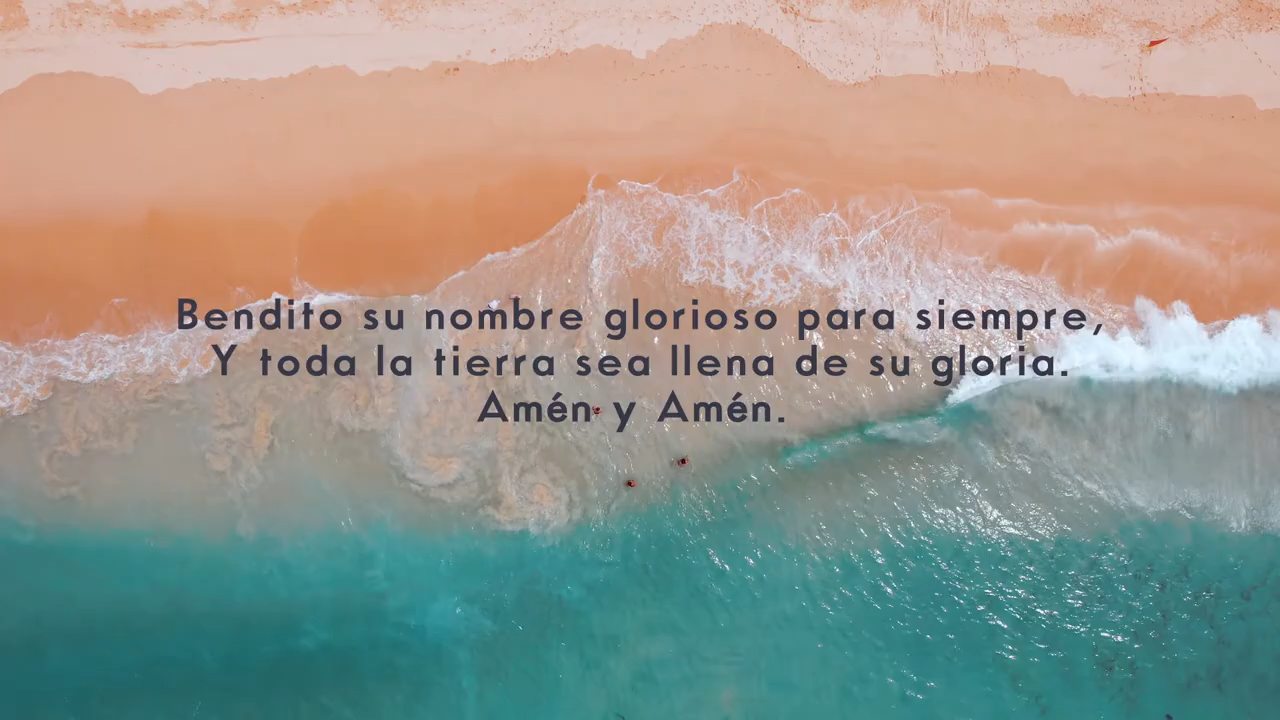 Bendito su nombre glorioso para siempre,
Y toda la tierra sea llena de su gloria.
Amén y Amén.